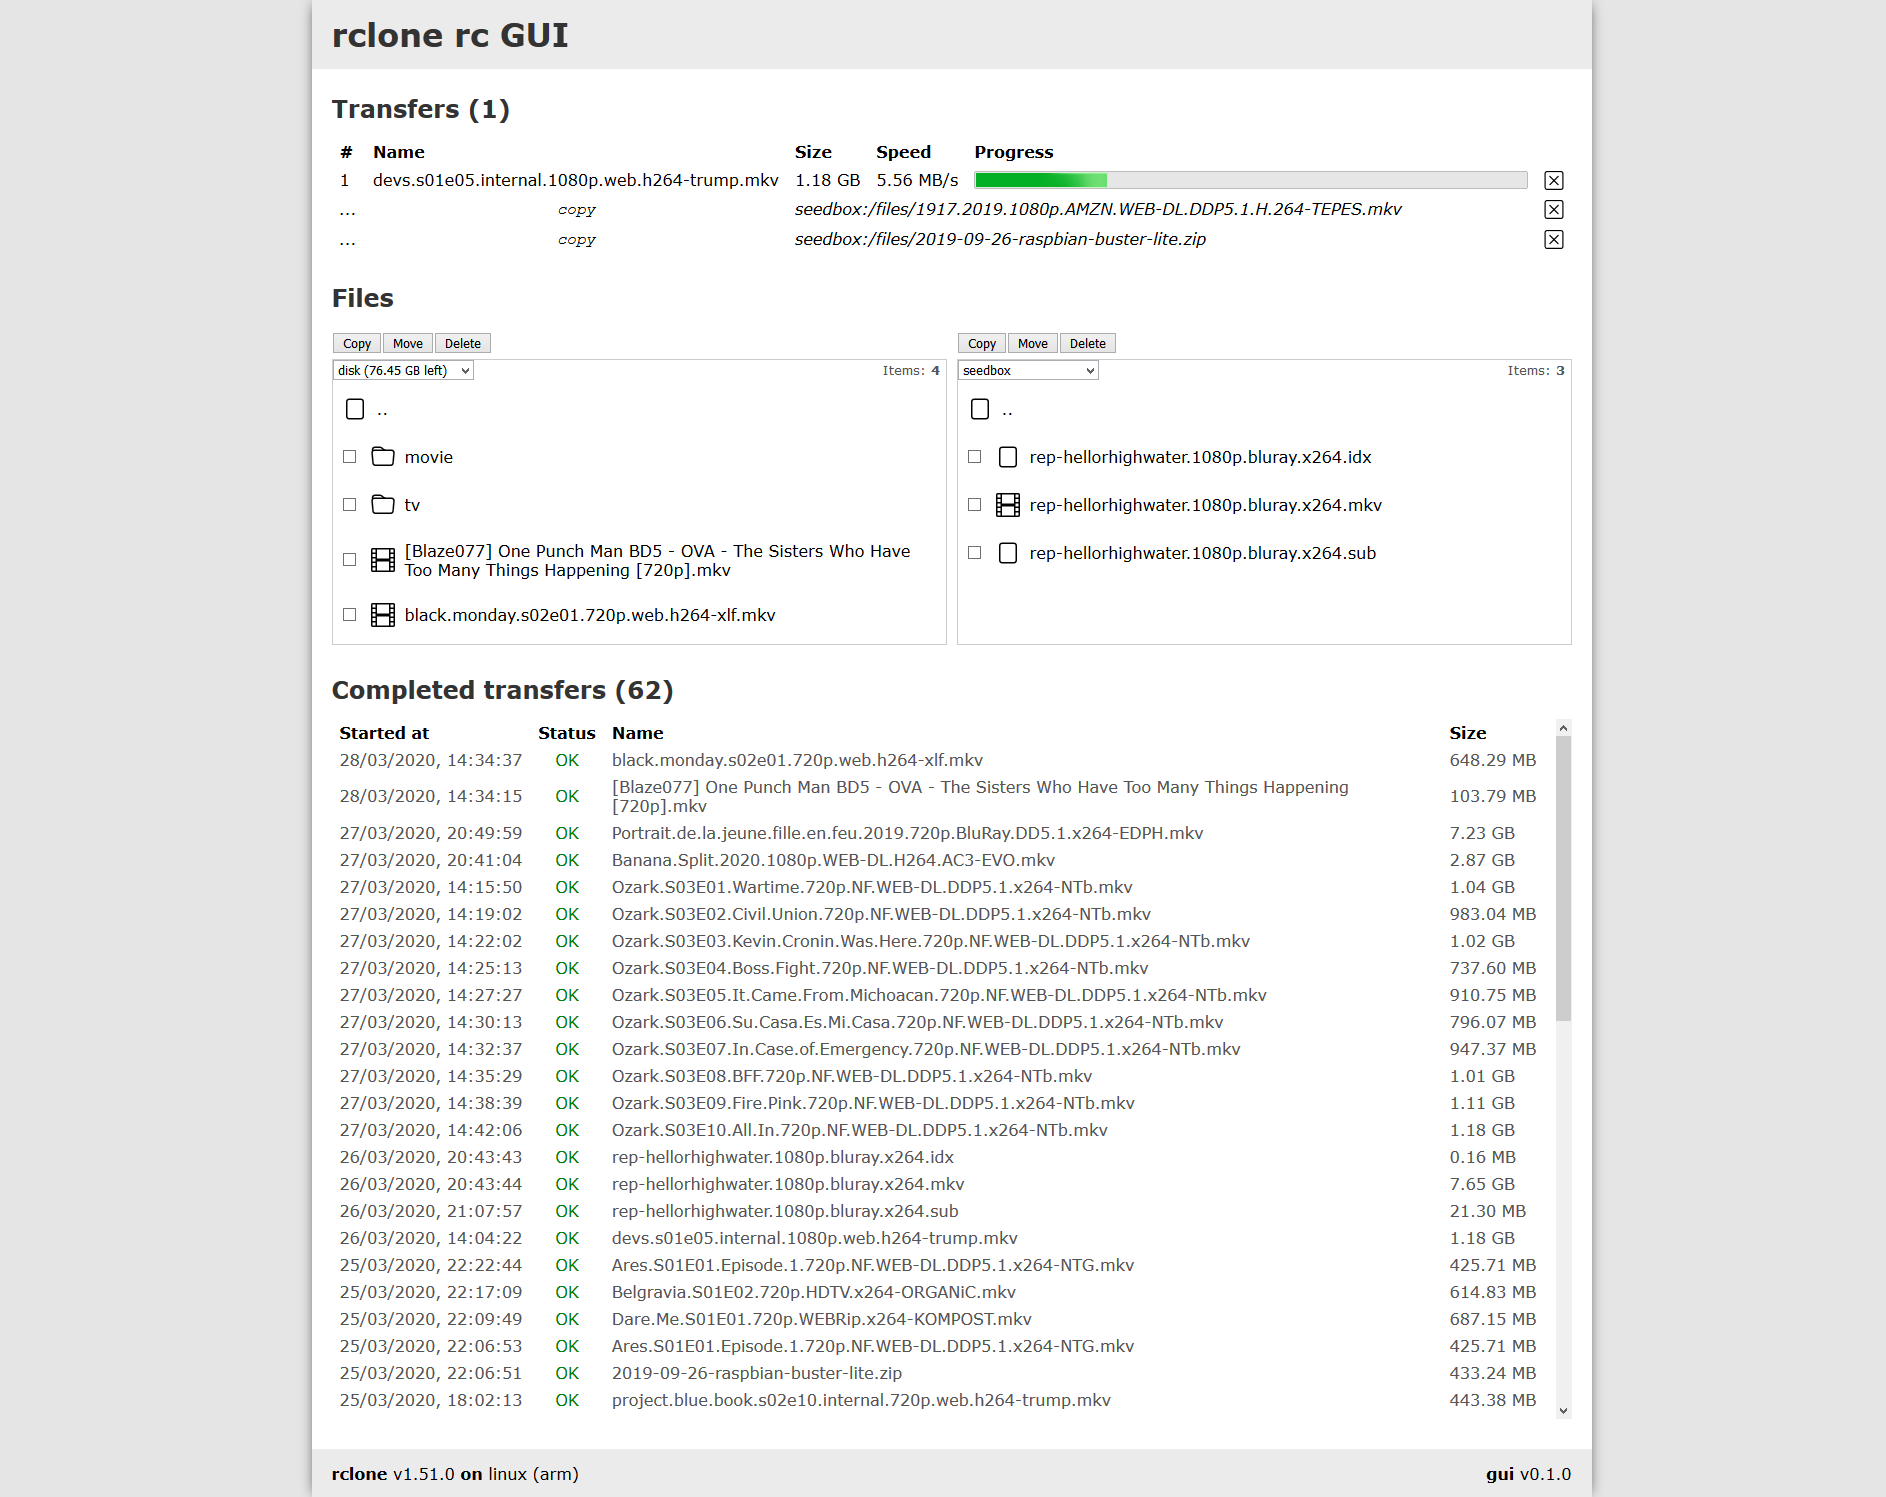 rclone rc GUI
Transfers (1)
# Name Size Speed Progress
1 devs.s01e05.internal.1080p.web.h264-trump.mkv 1.18 GB 5.56 MB/s
... copy seedbox:/files/1917.2019.1080p.AMZN.WEB-DL.DDP5.1.H.264-TEPES.mkv
... copy seedbox:/files/2019-09-26-raspbian-buster-lite.zip
Files
Copy Move Delete
disk (76.45 GB left) Items: 4
..
movie
tv
[Blaze077] One Punch Man BD5 - OVA - The Sisters Who Have
Too Many Things Happening [720p].mkv
black.monday.s02e01.720p.web.h264-xlf.mkv
Copy Move Delete
seedbox Items: 3
..
rep-hellorhighwater.1080p.bluray.x264.idx
rep-hellorhighwater.1080p.bluray.x264.mkv
rep-hellorhighwater.1080p.bluray.x264.sub
Completed transfers (62)
Started at Status Name Size
28/03/2020, 14:34:37 OK black.monday.s02e01.720p.web.h264-xlf.mkv 648.29 MB
28/03/2020, 14:34:15 OK [Blaze077] One Punch Man BD5 - OVA - The Sisters Who Have Too Many Things Happening 103.79 MB
[720p].mkv
27/03/2020, 20:49:59 OK Portrait.de.la.jeune.fille.en.feu.2019.720p.BluRay.DD5.1.x264-EDPH.mkv 7.23 GB
27/03/2020, 20:41:04 OK Banana.Split.2020.1080p.WEB-DL.H264.AC3-EVO.mkv 2.87 GB
27/03/2020, 14:15:50 OK Ozark.S03E01.Wartime.720p.NF.WEB-DL.DDP5.1.x264-NTb.mkv 1.04 GB
27/03/2020, 14:19:02 OK Ozark.S03E02.Civil.Union.720p.NF.WEB-DL.DDP5.1.x264-NTb.mkv 983.04 MB
27/03/2020, 14:22:02 OK Ozark.S03E03.Kevin.Cronin.Was.Here.720p.NF.WEB-DL.DDP5.1.x264-NTb.mkv 1.02 GB
27/03/2020, 14:25:13 OK Ozark.S03E04.Boss.Fight.720p.NF.WEB-DL.DDP5.1.x264-NTb.mkv 737.60 MB
27/03/2020, 14:27:27 OK Ozark.S03E05.It.Came.From.Michoacan.720p.NF.WEB-DL.DDP5.1.x264-NTb.mkv 910.75 MB
27/03/2020, 14:30:13 OK Ozark.S03E06.Su.Casa.Es.Mi.Casa.720p.NF.WEB-DL.DDP5.1.x264-NTb.mkv 796.07 MB
27/03/2020, 14:32:37 OK Ozark.S03E07.In.Case.of.Emergency.720p.NF.WEB-DL.DDP5.1.x264-NTb.mkv 947.37 MB
27/03/2020, 14:35:29 OK Ozark.S03E08.BFF.720p.NF.WEB-DL.DDP5.1.x264-NTb.mkv 1.01 GB
27/03/2020, 14:38:39 OK Ozark.S03E09.Fire.Pink.720p.NF.WEB-DL.DDP5.1.x264-NTb.mkv 1.11 GB
27/03/2020, 14:42:06 OK Ozark.S03E10.All.In.720p.NF.WEB-DL.DDP5.1.x264-NTb.mkv 1.18 GB
26/03/2020, 20:43:43 OK rep-hellorhighwater.1080p.bluray.x264.idx 0.16 MB
26/03/2020, 20:43:44 OK rep-hellorhighwater.1080p.bluray.x264.mkv 7.65 GB
26/03/2020, 21:07:57 OK rep-hellorhighwater.1080p.bluray.x264.sub 21.30 MB
26/03/2020, 14:04:22 OK devs.s01e05.internal.1080p.web.h264-trump.mkv 1.18 GB
25/03/2020, 22:22:44 OK Ares.S01E01.Episode.1.720p.NF.WEB-DL.DDP5.1.x264-NTG.mkv 425.71 MB
25/03/2020, 22:17:09 OK Belgravia.S01E02.720p.HDTV.x264-ORGANiC.mkv 614.83 MB
25/03/2020, 22:09:49 OK Dare.Me.S01E01.720p.WEBRip.x264-KOMPOST.mkv 687.15 MB
25/03/2020, 22:06:53 OK Ares.S01E01.Episode.1.720p.NF.WEB-DL.DDP5.1.x264-NTG.mkv 425.71 MB
25/03/2020, 22:06:51 OK 2019-09-26-raspbian-buster-lite.zip 433.24 MB
25/03/2020, 18:02:13 OK project.blue.book.s02e10.internal.720p.web.h264-trump.mkv 443.38 MB
rclone v1.51.0 on linux (arm) gui v0.1.0